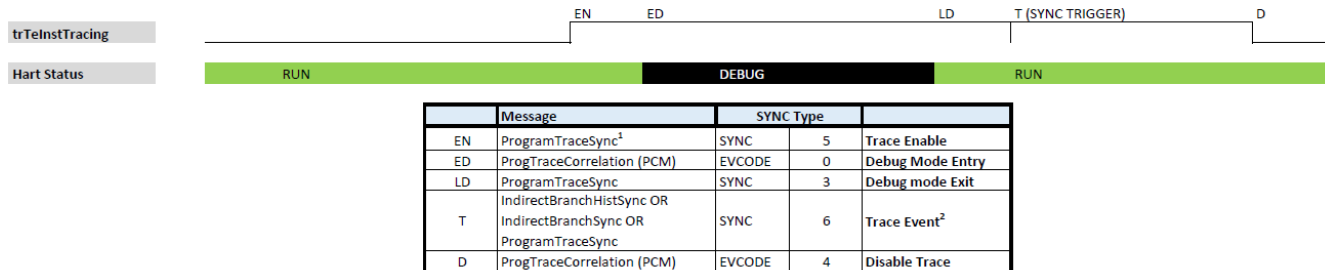 EN ED LD T (SYNC TRIGGER) D
trTeInstTracing
Hart Status RUN DEBUG RUN
Message SYNC Type
EN ProgramTraceSync¹ SYNC 5 Trace Enable
ED ProgTraceCorrelation (PCM) EVCODE 0 Debug Mode Entry
LD ProgramTraceSync SYNC 3 Debug mode Exit
IndirectBranchHistSync OR
T IndirectBranchSync OR SYNC 6 Trace Event²
ProgramTraceSync
D ProgTraceCorrelation (PCM) EVCODE 4 Disable Trace